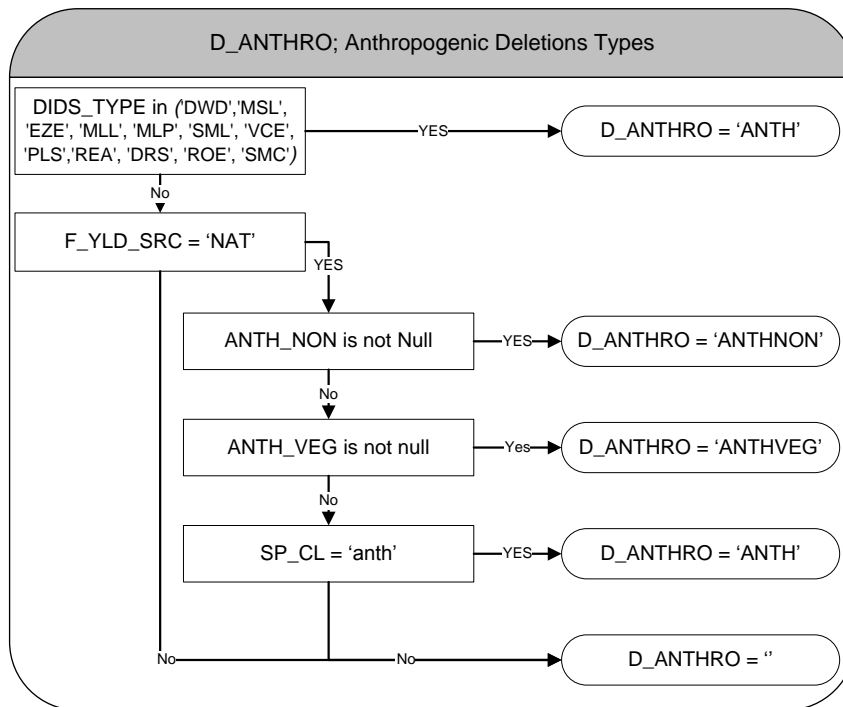 D_ANTHRO; Anthropogenic Deletions Types
DIDS_TYPE in ('DWD','MSL',
'EZE', 'MLL', 'MLP', 'SML', 'VCE',
'PLS','REA', 'DRS', 'ROE', 'SMC')
YES
D_ANTHRO = ‘ANTH’
No
F_YLD_SRC = ‘NAT’
YES
ANTH_NON is not Null
YES
D_ANTHRO = ‘ANTHNON’
No
ANTH_VEG is not null
Yes
D_ANTHRO = ‘ANTHVEG’
No
SP_CL = ‘anth’
YES
D_ANTHRO = ‘ANTH’
No
No
D_ANTHRO = ‘’